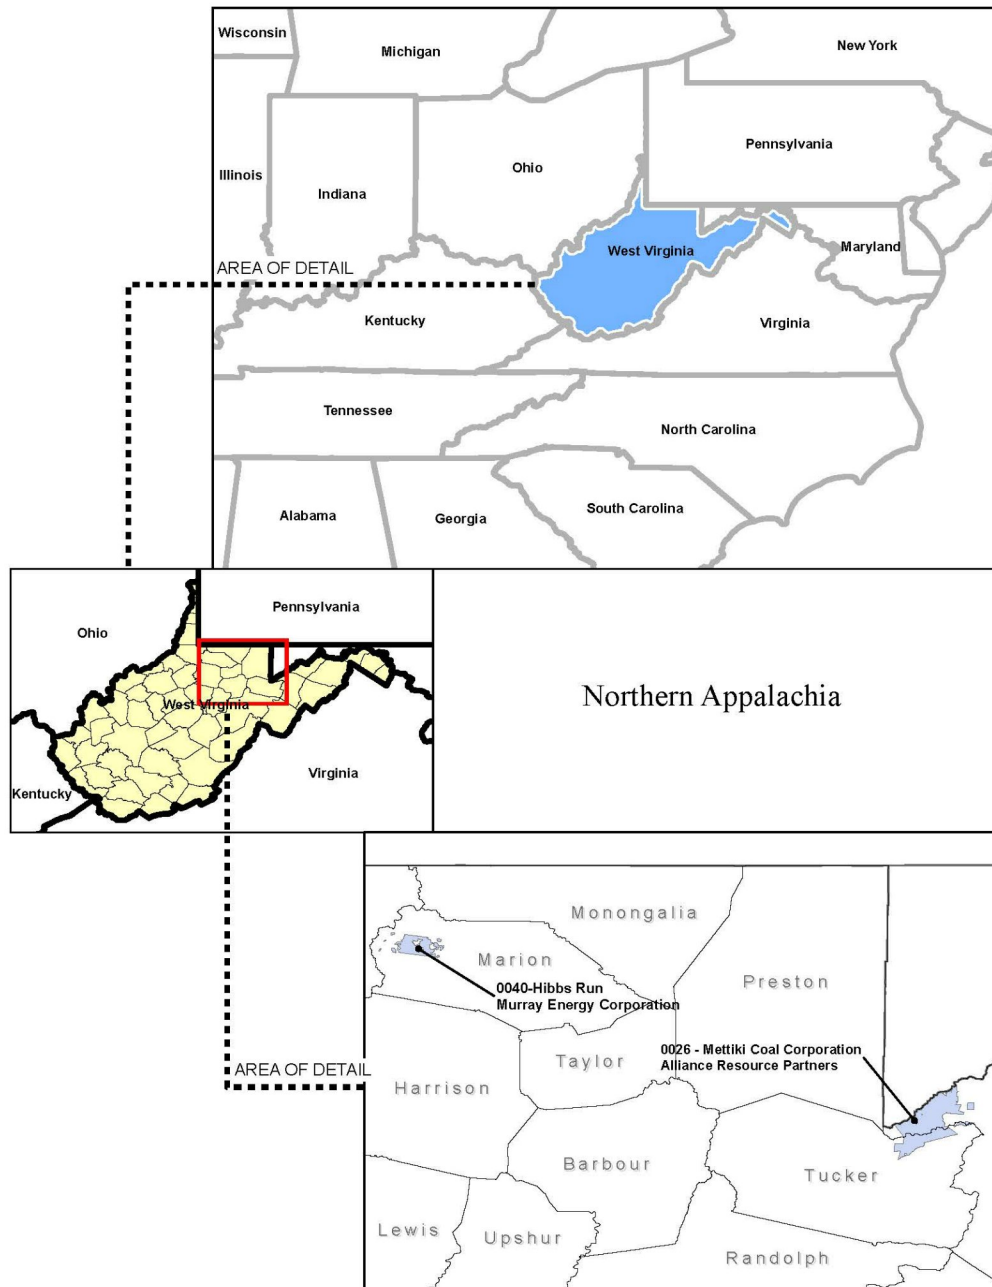 Wisconsin
Michigan
New York
Pennsylvania
Ohio
Illinois
Indiana
West Virginia
Maryland
AREA OF DETAIL
Kentucky
Virginia
Tennessee
North Carolina
Alabama
Georgia
South Carolina
Pennsylvania
Ohio
West Virginia
Virginia
Kentucky
Northern Appalachia
Monongalia
Marion
Preston
0040-Hibbs Run
Murray Energy Corporation
0026 - Mettiki Coal Corporation
Alliance Resource Partners
Taylor
AREA OF DETAIL
Harrison
Barbour
Tucker
Lewis
Upshur
Randolph